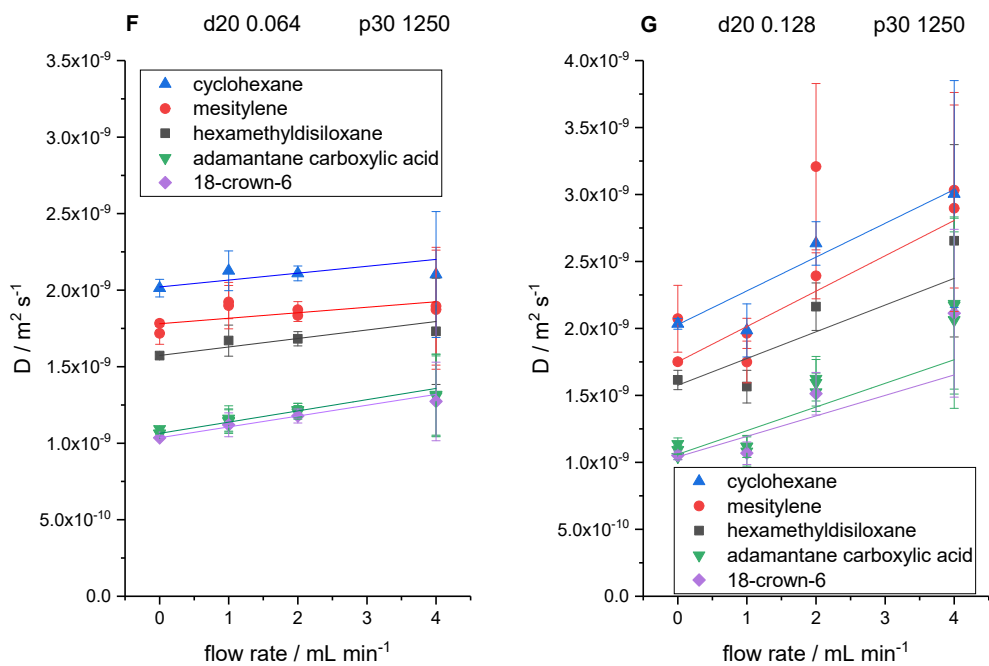 F d20 0.064 p30 1250
3.5x10⁻⁹
3.0x10⁻⁹
2.5x10⁻⁹
2.0x10⁻⁹
1.5x10⁻⁹
1.0x10⁻⁹
5.0x10⁻¹⁰
0.0
D / m² s⁻¹
cyclohexane
mesitylene
hexamethyldisiloxane
adamantane carboxylic acid
18-crown-6
0 1 2 3 4
flow rate / mL min⁻¹
G d20 0.128 p30 1250
4.0x10⁻⁹
3.5x10⁻⁹
3.0x10⁻⁹
2.5x10⁻⁹
2.0x10⁻⁹
1.5x10⁻⁹
1.0x10⁻⁹
5.0x10⁻¹⁰
0.0
D / m² s⁻¹
cyclohexane
mesitylene
hexamethyldisiloxane
adamantane carboxylic acid
18-crown-6
0 1 2 3 4
flow rate / mL min⁻¹